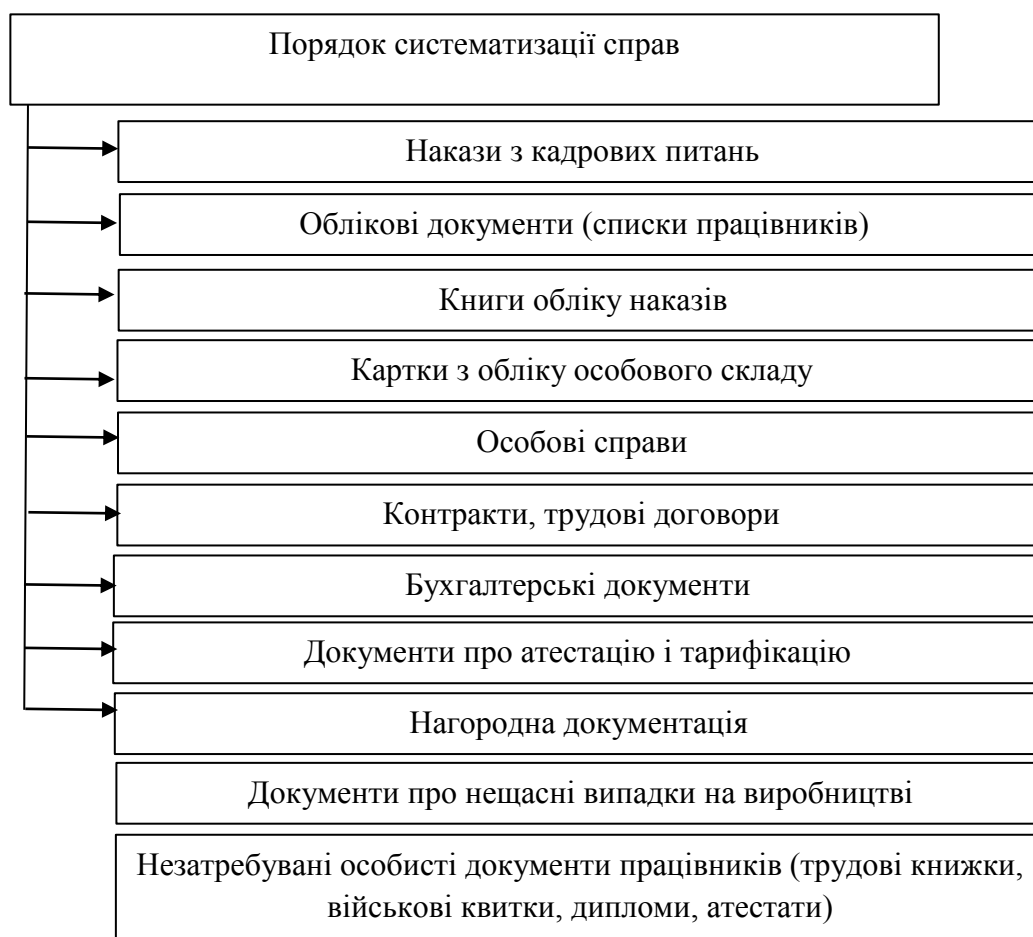 Порядок систематизації справ
Накази з кадрових питань
Облікові документи (списки працівників)
Книги обліку наказів
Картки з обліку особового складу
Особові справи
Контракти, трудові договори
Бухгалтерські документи
Документи про атестацію і тарифікацію
Нагородна документація
Документи про нещасні випадки на виробництві
Незатребувані особисті документи працівників (трудові книжки,
військові квитки, дипломи, атестати)